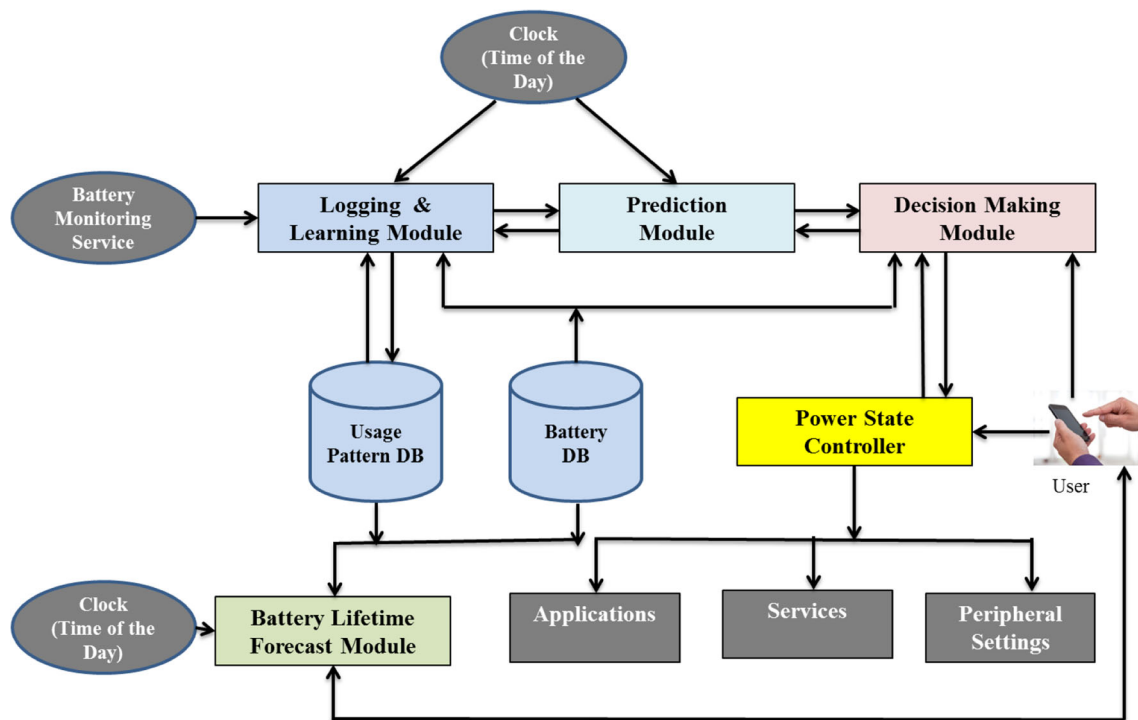 Clock
(Time of the
Day)
Battery
Monitoring
Service
Logging &
Learning Module
Prediction
Module
Decision Making
Module
Usage
Pattern DB
Battery
DB
Power State
Controller
User
Clock
(Time of the
Day)
Battery Lifetime
Forecast Module
Applications
Services
Peripheral
Settings